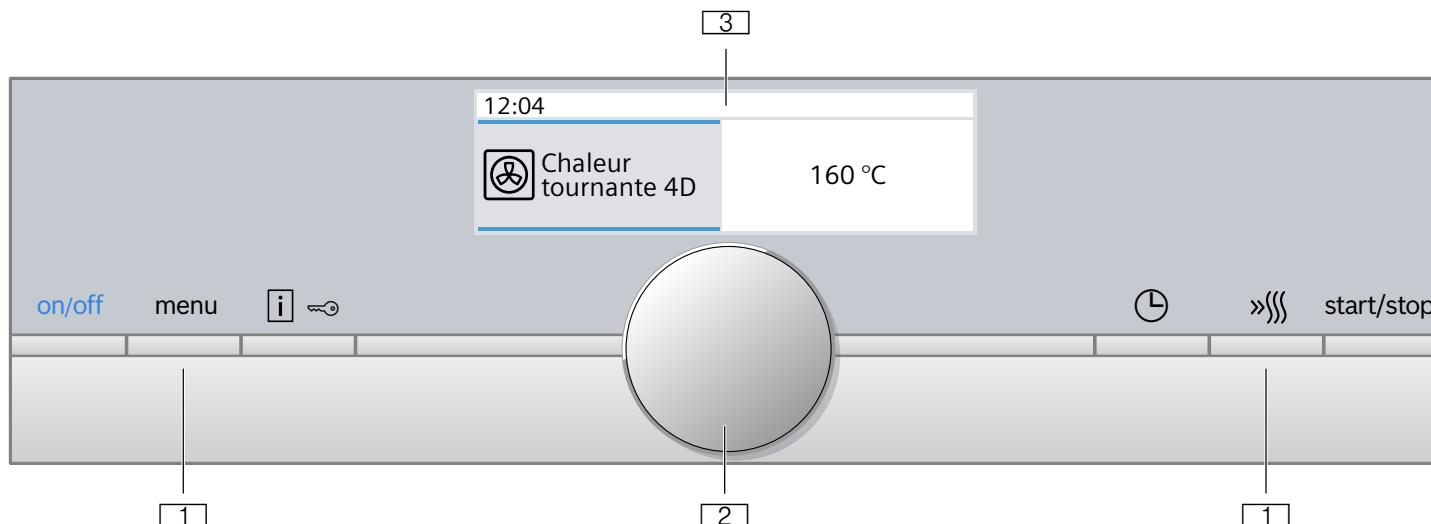 3
12:04
Chaleur
tournante 4D
160 °C
on/off menu i start/stop
1 2 1